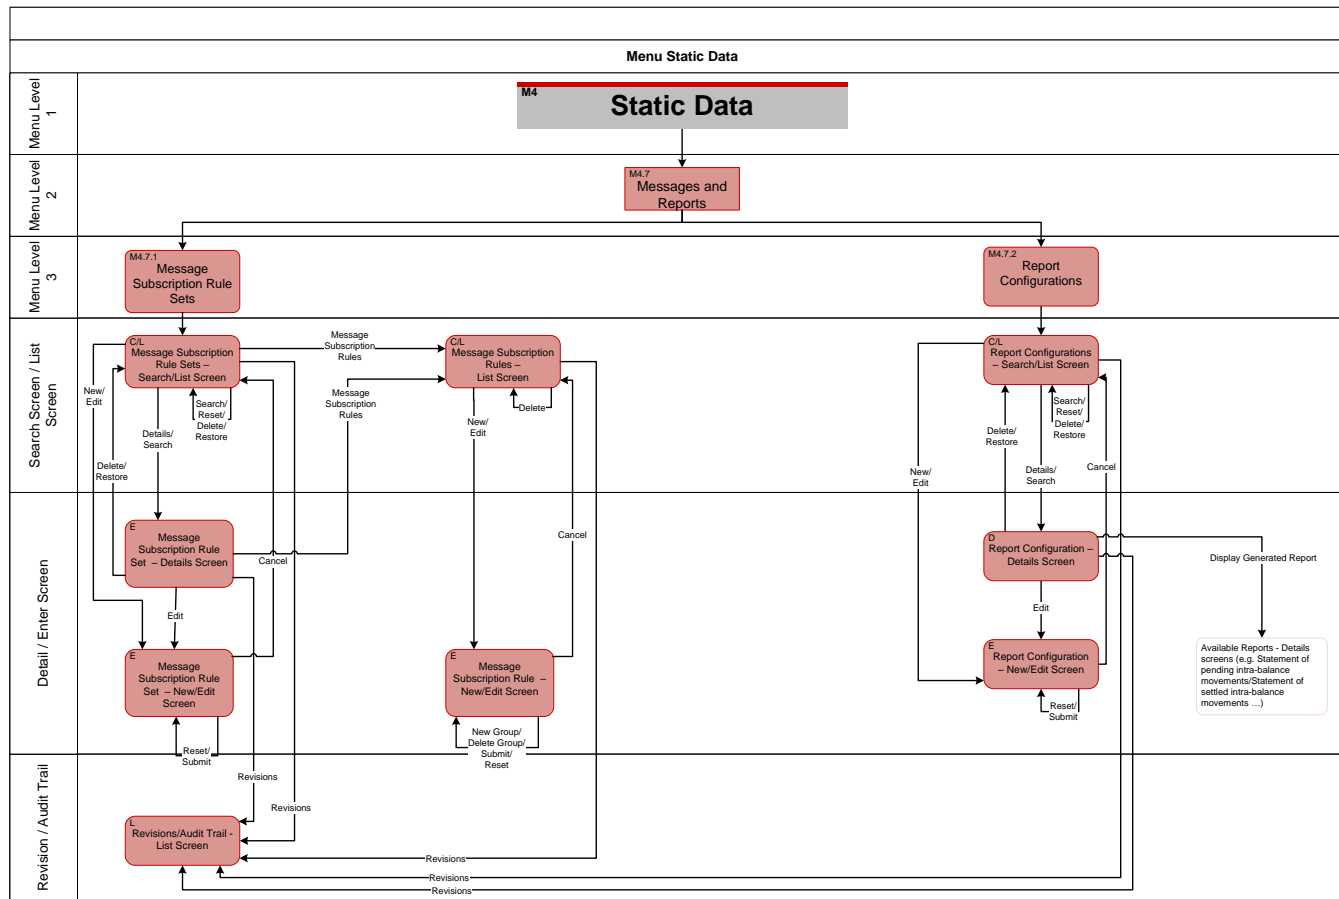 Menu Static Data
Menu Level
1
M4
Static Data
Menu Level
2
M4.7
Messages and
Reports
Menu Level
3
M4.7.1
Message
Subscription Rule
Sets
M4.7.2
Report
Configurations
Search Screen / List
Screen
C/L
Message Subscription
Rule Sets –
Search/List Screen
Message
Subscription
Rules
C/L
Message Subscription
Rules –
List Screen
C/L
Report Configurations
– Search/List Screen
New/
Edit
Search/
Reset/
Delete/
Restore
Message
Subscription
Rules
Delete
Search/
Reset/
Delete/
Restore
Details/
Search
New/
Edit
Delete/
Restore
Delete/
Restore
Cancel
New/
Edit
Details/
Search
Detail / Enter Screen
E
Message
Subscription Rule
Set – Details Screen
Cancel
Cancel
D
Report Configuration –
Details Screen
Display Generated Report
Edit
Edit
E
Message
Subscription Rule
Set – New/Edit
Screen
E
Message
Subscription Rule –
New/Edit Screen
E
Report Configuration
– New/Edit Screen
Available Reports - Details
screens (e.g. Statement of
pending intra-balance
movements/Statement of
settled intra-balance
movements …)
Reset/
Submit
New Group/
Delete Group/
Submit/
Reset
Reset/
Submit
Revision / Audit Trail
Revisions
Revisions
L
Revisions/Audit Trail -
List Screen
Revisions
Revisions
Revisions